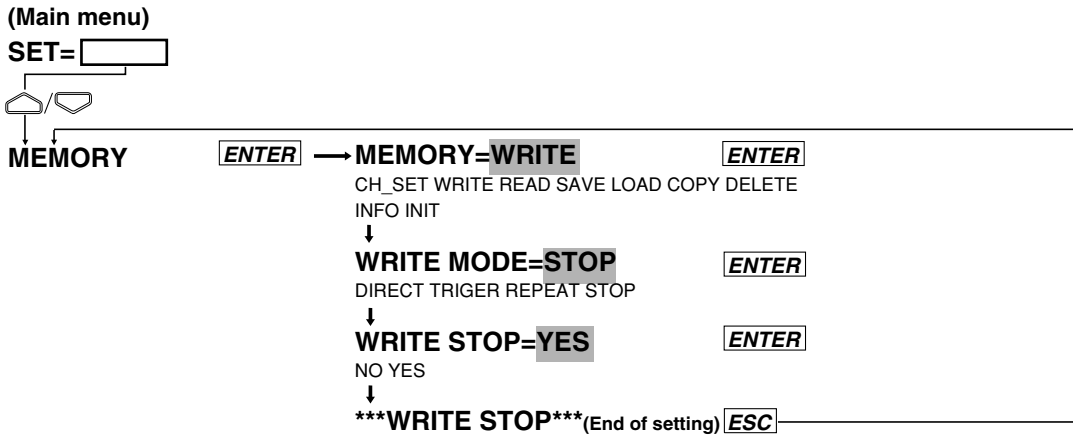 (Main menu)
SET=
/
MEMORY ENTER MEMORY=WRITE ENTER
CH_SET WRITE READ SAVE LOAD COPY DELETE
INFO INIT
WRITE MODE=STOP ENTER
DIRECT TRIGER REPEAT STOP
WRITE STOP=YES ENTER
NO YES
***WRITE STOP***(End of setting) ESC